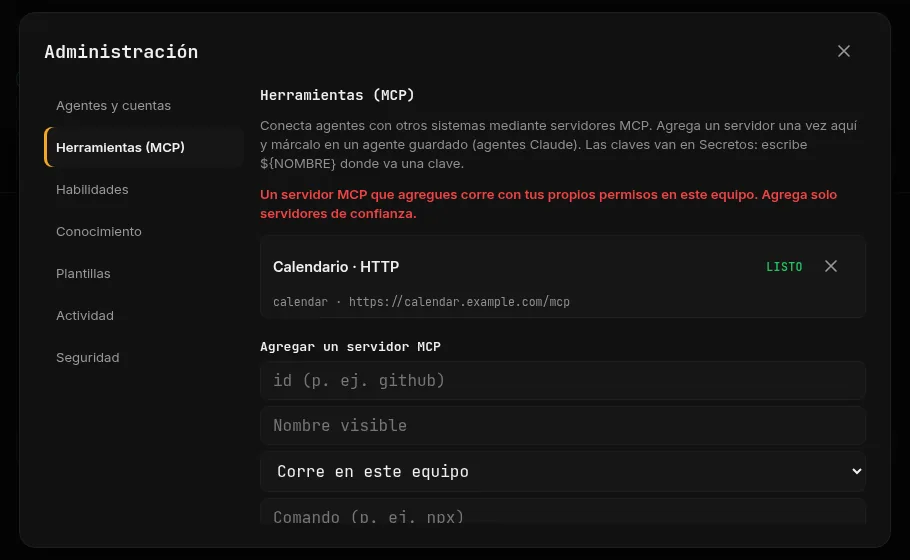 Administración
Agentes y cuentas
Herramientas (MCP)
Habilidades
Conocimiento
Plantillas
Actividad
Seguridad
Herramientas (MCP)
Conecta agentes con otros sistemas mediante servidores MCP. Agrega un servidor una vez aquí
y márcalo en un agente guardado (agentes Claude). Las claves van en Secretos: escribe
${NOMBRE} donde va una clave.
Un servidor MCP que agregues corre con tus propios permisos en este equipo. Agrega solo
servidores de confianza.
Calendario · HTTP
LISTO
calendar · https://calendar.example.com/mcp
Agregar un servidor MCP
id (p. ej. github)
Nombre visible
Corre en este equipo
Comando (p. ej. npx)